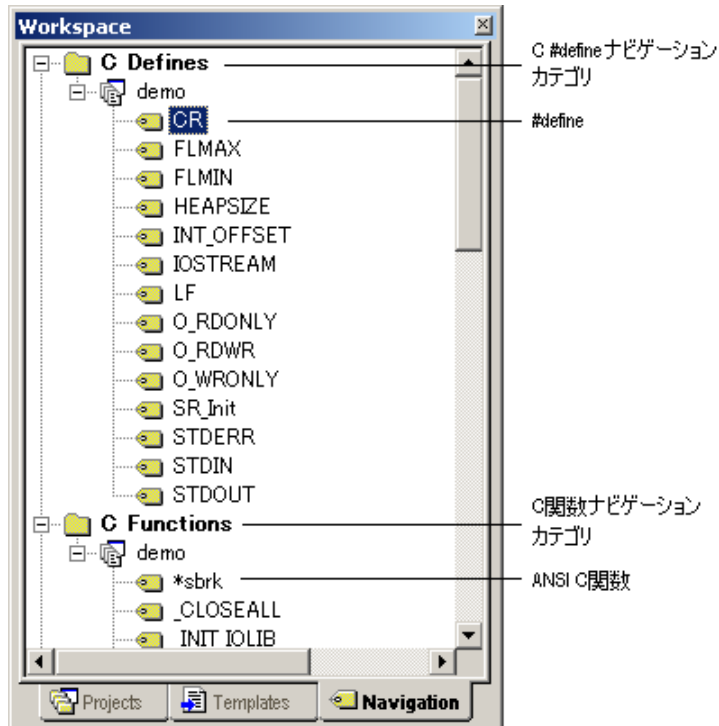 Workspace
C Defines
demo
CR
FLMAX
FLMIN
HEAPSIZE
INT_OFFSET
IOSTREAM
LF
O_RDONLY
O_RDWR
O_WRONLY
SR_Init
STDERR
STDIN
STDOUT
C Functions
demo
*sbrk
_CLOSEALL
_INIT_IOLIB
Projects
Templates
Navigation
C #defineナビゲーション
カテゴリ
#define
C関数ナビゲーション
カテゴリ
ANSI C関数